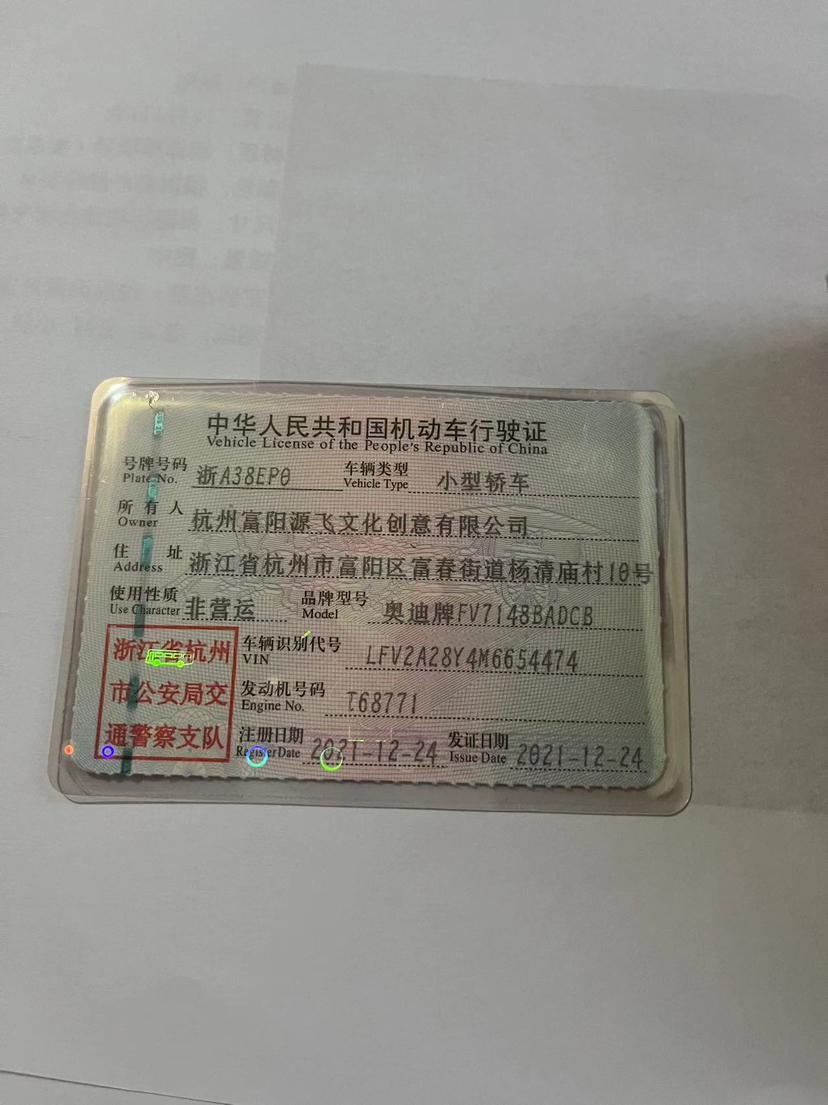 中华人民共和国机动车行驶证
Vehicle License of the People's Republic of China
号牌号码 浙A38EP0 车辆类型 小型轿车
Plate No. Vehicle Type
所有人 杭州富阳源飞文化创意有限公司
Owner
住址 浙江省杭州市富阳区富春街道杨清庙村10号
Address
使用性质 非营运 品牌型号 奥迪牌FV7148BADCB
Use Character Model
浙江省杭州 车辆识别代号 LFV2A28Y4M6654474
VIN
市公安局交 发动机号码 T68771
Engine No.
通警察支队 注册日期 2021-12-24 发证日期 2021-12-24
Register Date Issue Date